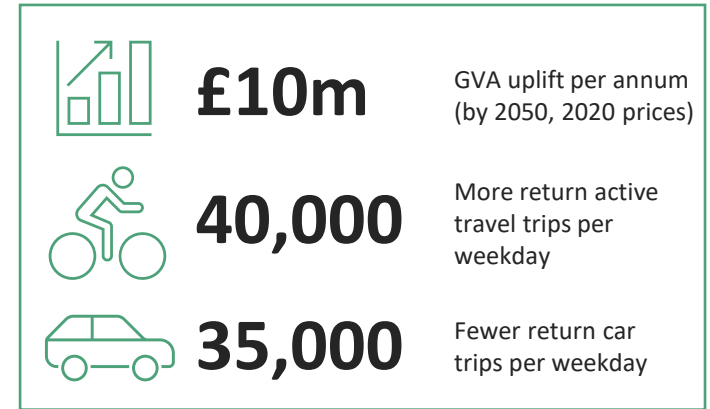 £10m
GVA uplift per annum
(by 2050, 2020 prices)
40,000
More return active
travel trips per
weekday
35,000
Fewer return car
trips per weekday